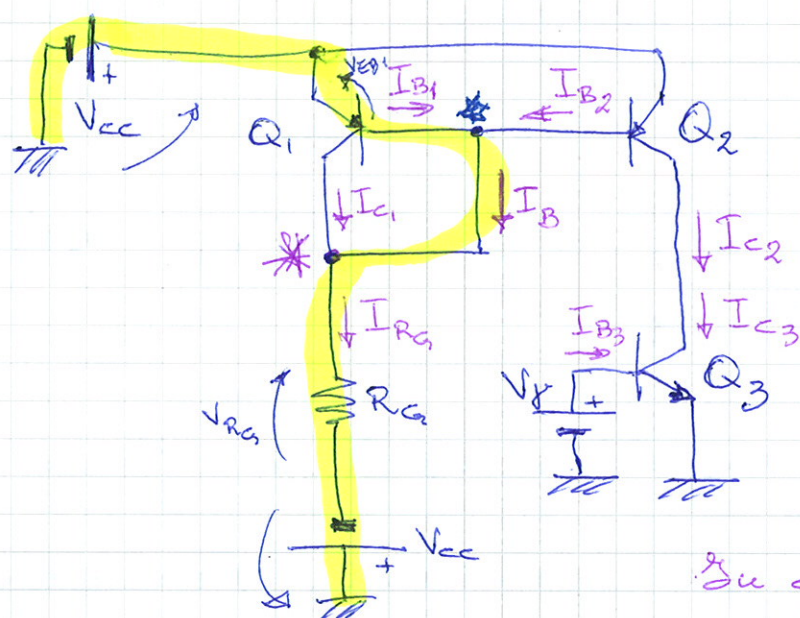 VEB1
IB1
IB2
+
VCC
Q1
Q2
IC1
IB
IC2
IRG
IC3
IB3
Vγ
+
Q3
VRG
RG
VCC
+